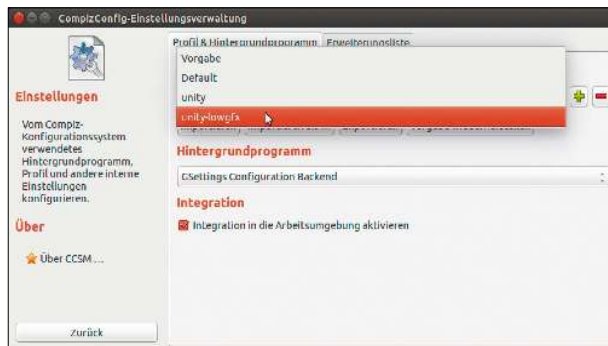 CompizConfig-Einstellungsverwaltung
Profil & Hintergrundprogramm
Erweiterungsliste
Vorgabe
Default
unity
unity-lowgfx
Einstellungen
Vom Compiz-
Konfigurationssystem
verwendetes
Hintergrundprogramm,
Profil und andere interne
Einstellungen
konfigurieren.
Hintergrundprogramm
GSettings Configuration Backend
Integration
Integration in die Arbeitsumgebung aktivieren
Über
Über CCSM ...
Zurück